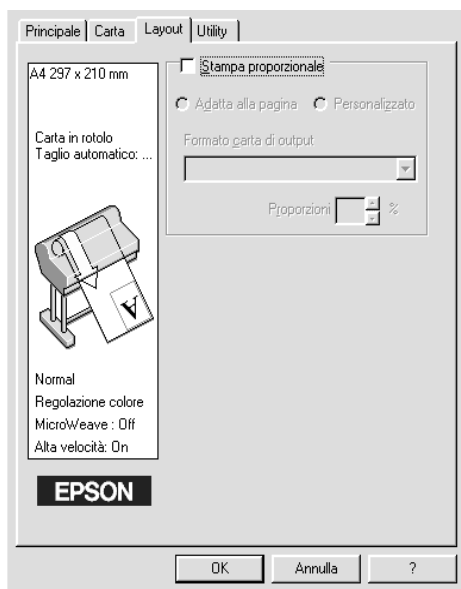 Principale Carta Layout Utility
A4 297 x 210 mm
Carta in rotolo
Taglio automatico: ...
A
Normal
Regolazione colore
MicroWeave : Off
Alta velocità: On
EPSON
Stampa proporzionale
Adatta alla pagina Personalizzato
Formato carta di output
Proporzioni %
OK Annulla ?